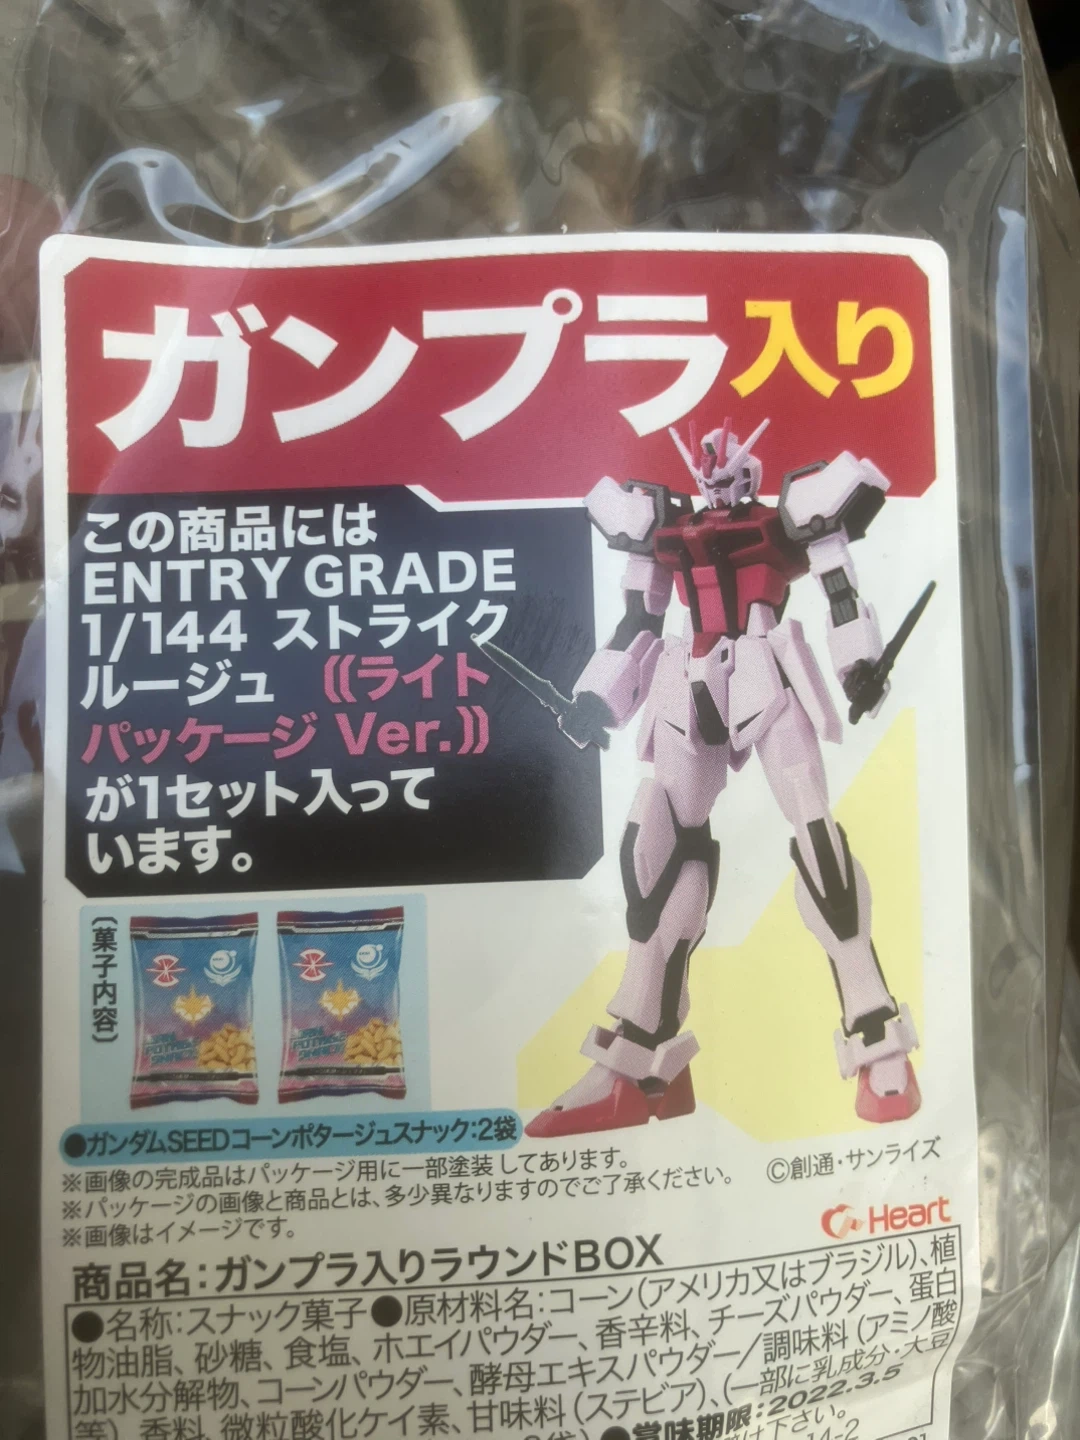 ガンプラ入り
この商品には
ENTRY GRADE
1/144 ストライク
ルージュ 《ライト
パッケージ Ver.》
が1セット入って
います。
(菓子内容)
●ガンダムSEEDコーンポタージュスナック:2袋
※画像の完成品はパッケージ用に一部塗装してあります。
※パッケージの画像と商品とは、多少異なりますのでご了承ください。
※画像はイメージです。
©創通・サンライズ
Heart
商品名:ガンプラ入りラウンドBOX
●名称:スナック菓子●原材料名:コーン(アメリカ又はブラジル)、植
物油脂、砂糖、食塩、ホエイパウダー、香辛料、チーズパウダー、蛋白
加水分解物、コーンパウダー、酵母エキスパウダー/調味料(アミノ酸
等)、香料、微粒酸化ケイ素、甘味料(ステビア)、(一部に乳成分・大豆
●賞味期限:2022.3.5